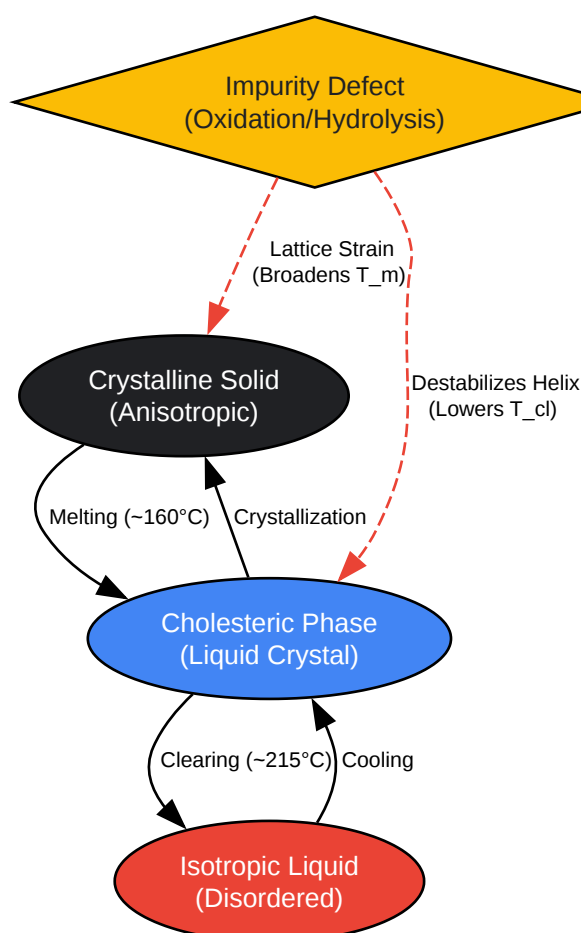 Impurity Defect
(Oxidation/Hydrolysis)
Lattice Strain
(Broadens T_m)
Crystalline Solid
(Anisotropic)
Destabilizes Helix
(Lowers T_cl)
Melting (~160°C)
Crystallization
Cholesteric Phase
(Liquid Crystal)
Clearing (~215°C)
Cooling
Isotropic Liquid
(Disordered)